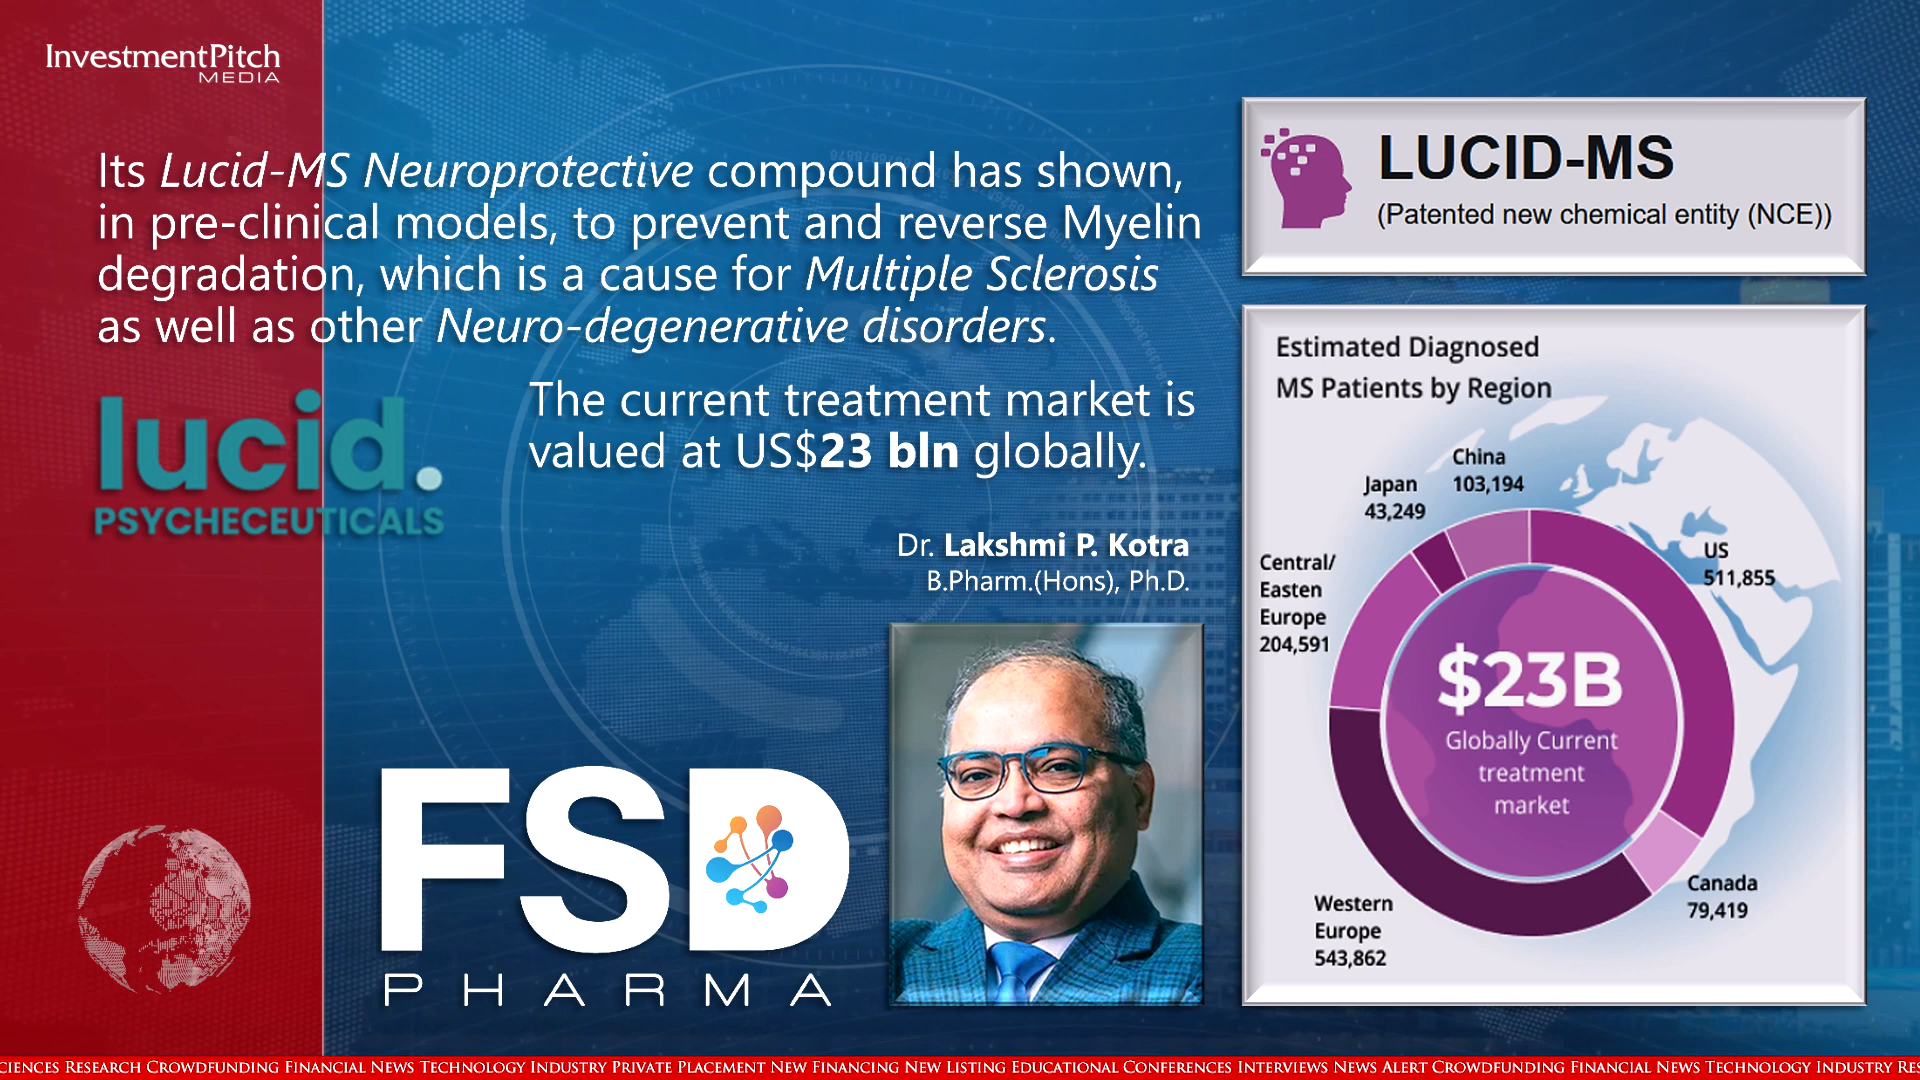 InvestmentPitch
MEDIA
Its Lucid-MS Neuroprotective compound has shown,
in pre-clinical models, to prevent and reverse Myelin
degradation, which is a cause for Multiple Sclerosis
as well as other Neuro-degenerative disorders.
lucid.
PSYCHECEUTICALS
The current treatment market is
valued at US$23 bln globally.
Dr. Lakshmi P. Kotra
B.Pharm.(Hons), Ph.D.
FSD
PHARMA
LUCID-MS
(Patented new chemical entity (NCE))
Estimated Diagnosed
MS Patients by Region
China
103,194
Japan
43,249
US
511,855
Central/
Easten
Europe
204,591
$23B
Globally Current
treatment
market
Canada
79,419
Western
Europe
543,862
CIENCES RESEARCH CROWDFUNDING FINANCIAL NEWS TECHNOLOGY INDUSTRY PRIVATE PLACEMENT NEW FINANCING NEW LISTING EDUCATIONAL CONFERENCES INTERVIEWS NEWS ALERT CROWDFUNDING FINANCIAL NEWS TECHNOLOGY INDUSTRY RES